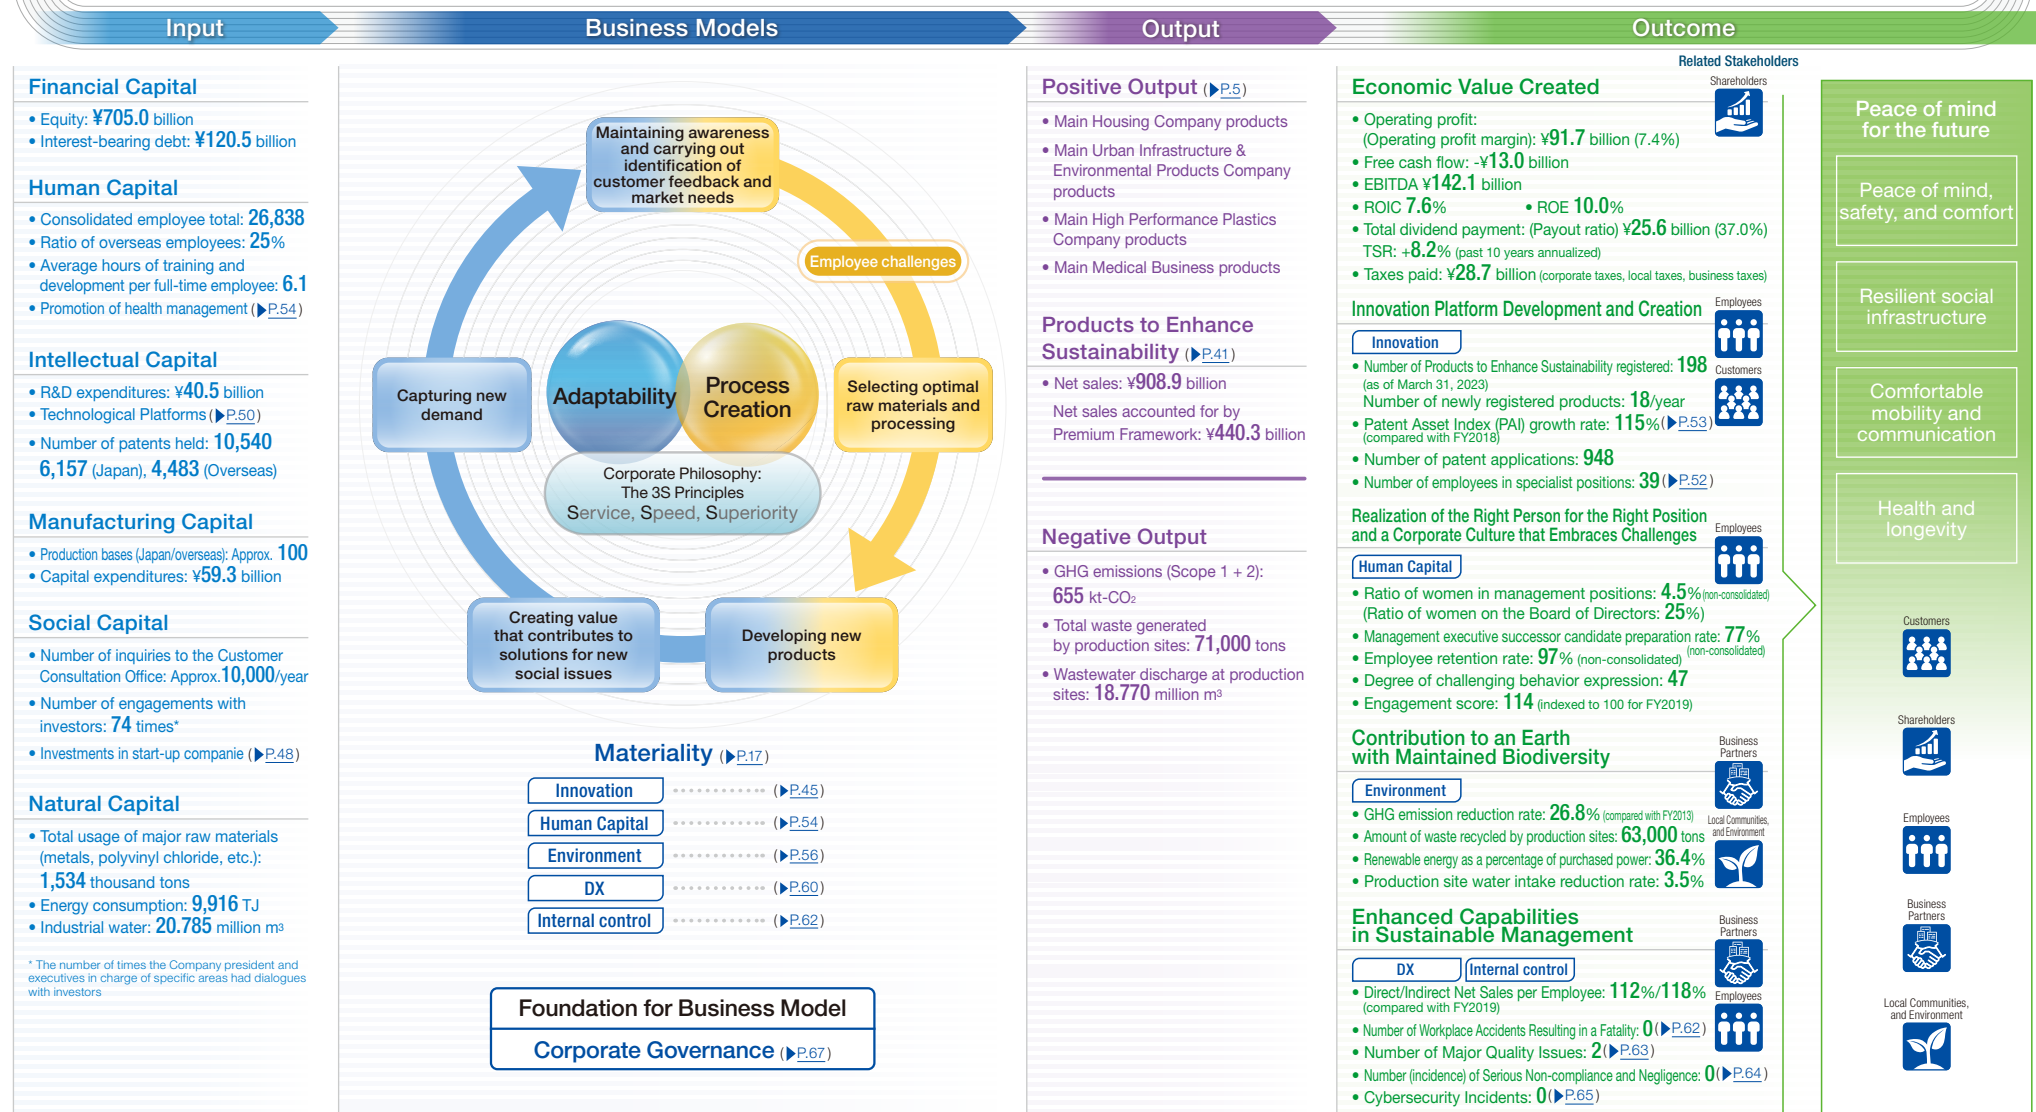 Input
Business Models
Output
Outcome
Financial Capital
• Equity: ¥705.0 billion
• Interest-bearing debt: ¥120.5 billion
Human Capital
• Consolidated employee total: 26,838
• Ratio of overseas employees: 25%
• Average hours of training and
development per full-time employee: 6.1
• Promotion of health management (▶P.54)
Intellectual Capital
• R&D expenditures: ¥40.5 billion
• Technological Platforms (▶P.50)
• Number of patents held: 10,540
6,157 (Japan), 4,483 (Overseas)
Manufacturing Capital
• Production bases (Japan/overseas): Approx. 100
• Capital expenditures: ¥59.3 billion
Social Capital
• Number of inquiries to the Customer
Consultation Office: Approx.10,000/year
• Number of engagements with
investors: 74 times*
• Investments in start-up companie (▶P.48)
Natural Capital
• Total usage of major raw materials
(metals, polyvinyl chloride, etc.):
1,534 thousand tons
• Energy consumption: 9,916 TJ
• Industrial water: 20.785 million m³
* The number of times the Company president and
executives in charge of specific areas had dialogues
with investors
Maintaining awareness
and carrying out
identification of
customer feedback and
market needs
Employee challenges
Capturing new
demand
Adaptability
Process
Creation
Selecting optimal
raw materials and
processing
Corporate Philosophy:
The 3S Principles
Service, Speed, Superiority
Creating value
that contributes to
solutions for new
social issues
Developing new
products
Materiality (▶P.17)
Innovation (▶P.45)
Human Capital (▶P.54)
Environment (▶P.56)
DX (▶P.60)
Internal control (▶P.62)
Foundation for Business Model
Corporate Governance (▶P.67)
Positive Output (▶P.5)
• Main Housing Company products
• Main Urban Infrastructure &
Environmental Products Company
products
• Main High Performance Plastics
Company products
• Main Medical Business products
Products to Enhance
Sustainability (▶P.41)
• Net sales: ¥908.9 billion
Net sales accounted for by
Premium Framework: ¥440.3 billion
Negative Output
• GHG emissions (Scope 1 + 2):
655 kt-CO₂
• Total waste generated
by production sites: 71,000 tons
• Wastewater discharge at production
sites: 18.770 million m³
Related Stakeholders
Economic Value Created
Shareholders
• Operating profit:
(Operating profit margin): ¥91.7 billion (7.4%)
• Free cash flow: -¥13.0 billion
• EBITDA ¥142.1 billion
• ROIC 7.6% • ROE 10.0%
• Total dividend payment: (Payout ratio) ¥25.6 billion (37.0%)
TSR: +8.2% (past 10 years annualized)
• Taxes paid: ¥28.7 billion (corporate taxes, local taxes, business taxes)
Innovation Platform Development and Creation
Employees
Innovation
• Number of Products to Enhance Sustainability registered: 198
(as of March 31, 2023)
Customers
Number of newly registered products: 18/year
• Patent Asset Index (PAI) growth rate: 115% (▶P.53)
(compared with FY2018)
• Number of patent applications: 948
• Number of employees in specialist positions: 39 (▶P.52)
Realization of the Right Person for the Right Position
and a Corporate Culture that Embraces Challenges
Employees
Human Capital
• Ratio of women in management positions: 4.5% (non-consolidated)
(Ratio of women on the Board of Directors: 25%)
• Management executive successor candidate preparation rate: 77%
(non-consolidated)
• Employee retention rate: 97% (non-consolidated)
• Degree of challenging behavior expression: 47
• Engagement score: 114 (indexed to 100 for FY2019)
Contribution to an Earth
with Maintained Biodiversity
Business
Partners
Environment
• GHG emission reduction rate: 26.8% (compared with FY2013)
Local Communities,
and Environment
• Amount of waste recycled by production sites: 63,000 tons
• Renewable energy as a percentage of purchased power: 36.4%
• Production site water intake reduction rate: 3.5%
Enhanced Capabilities
in Sustainable Management
Business
Partners
DX
Internal control
• Direct/Indirect Net Sales per Employee: 112%/118%
(compared with FY2019)
Employees
• Number of Workplace Accidents Resulting in a Fatality: 0 (▶P.62)
• Number of Major Quality Issues: 2 (▶P.63)
• Number (incidence) of Serious Non-compliance and Negligence: 0 (▶P.64)
• Cybersecurity Incidents: 0 (▶P.65)
Peace of mind
for the future
Peace of mind,
safety, and comfort
Resilient social
infrastructure
Comfortable
mobility and
communication
Health and
longevity
Customers
Shareholders
Employees
Business
Partners
Local Communities,
and Environment